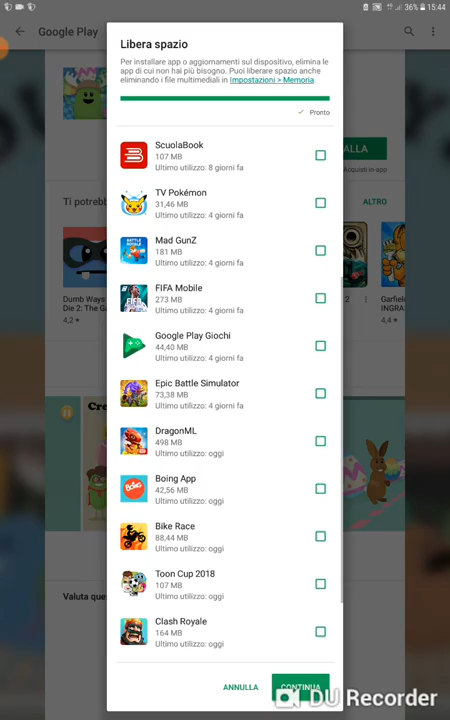 36% 15:44
Google Play
Libera spazio
Per installare app o aggiornamenti sul dispositivo, elimina le
app di cui non hai più bisogno. Puoi liberare spazio anche
eliminando i file multimediali in Impostazioni > Memoria.
Pronto
ScuolaBook
107 MB
Ultimo utilizzo: 8 giorni fa
ALLA
Acquisti in-app
TV Pokémon
31,46 MB
Ultimo utilizzo: 4 giorni fa
Ti potreb
ALTRO
Mad GunZ
181 MB
Ultimo utilizzo: 4 giorni fa
FIFA Mobile
273 MB
Ultimo utilizzo: 4 giorni fa
Dumb Ways
Die 2: The Ga
4,2
2
Garfiel
INGRA
4,4
Google Play Giochi
44,40 MB
Ultimo utilizzo: 4 giorni fa
Epic Battle Simulator
73,38 MB
Ultimo utilizzo: 4 giorni fa
Cre
DragonML
498 MB
Ultimo utilizzo: oggi
Boing App
42,56 MB
Ultimo utilizzo: oggi
Bike Race
88,44 MB
Ultimo utilizzo: oggi
Toon Cup 2018
107 MB
Ultimo utilizzo: oggi
Valuta que
Clash Royale
164 MB
Ultimo utilizzo: oggi
ANNULLA
CONTINUA
DU Recorder